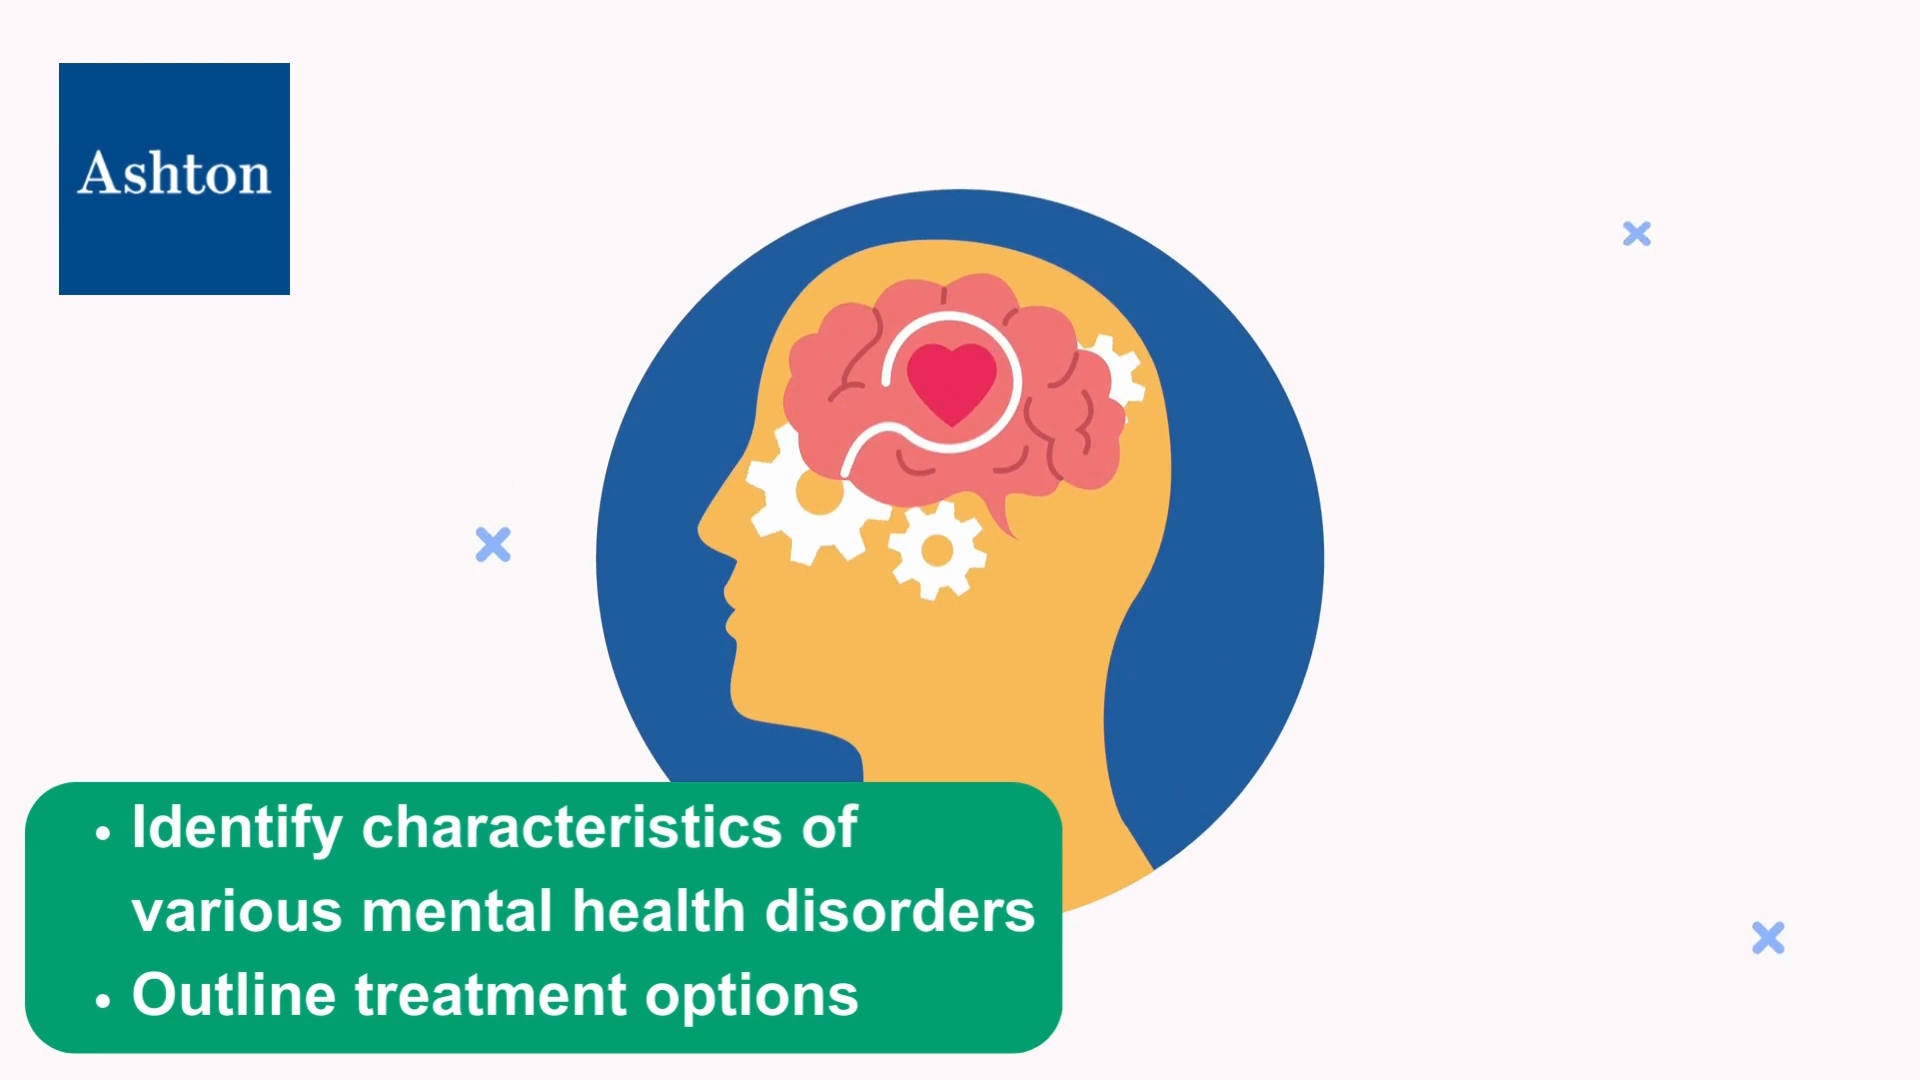 Ashton
• Identify characteristics of
various mental health disorders
• Outline treatment options